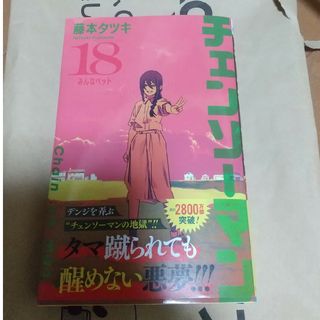 藤本タツキ
18
みんなペット
チェンソーマン
Chain
デンジを弄ぶ
"チェンソーマンの地獄"!!
2800万部
突破!
タマ蹴られても
醒めない悪夢!!!